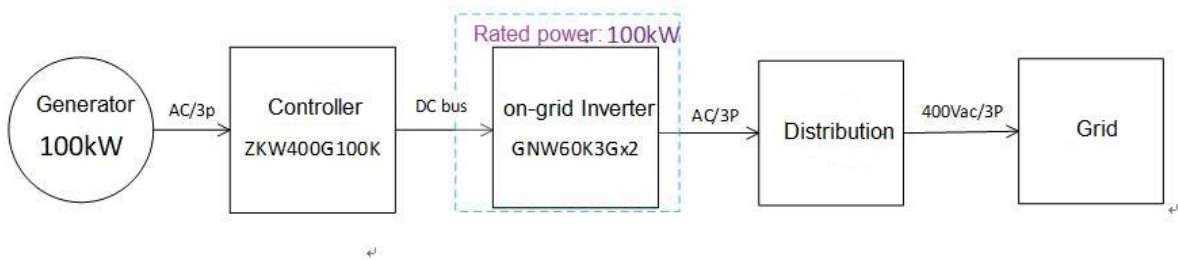 Rated power: 100kW
Generator
100kW
AC/3p
Controller
ZKW400G100K
DC bus
on-grid Inverter
GNW60K3Gx2
AC/3P
Distribution
400Vac/3P
Grid